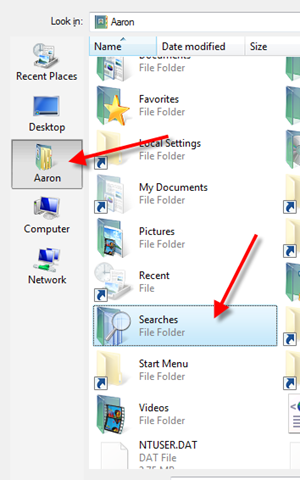 Look in: Aaron
Name Date modified Size
Recent Places
Desktop
Aaron
Computer
Network
Documents
File Folder
Favorites
File Folder
Local Settings
File Folder
My Documents
File Folder
Pictures
File Folder
Recent
File
Searches
File Folder
Start Menu
File Folder
Videos
File Folder
NTUSER.DAT
DAT File